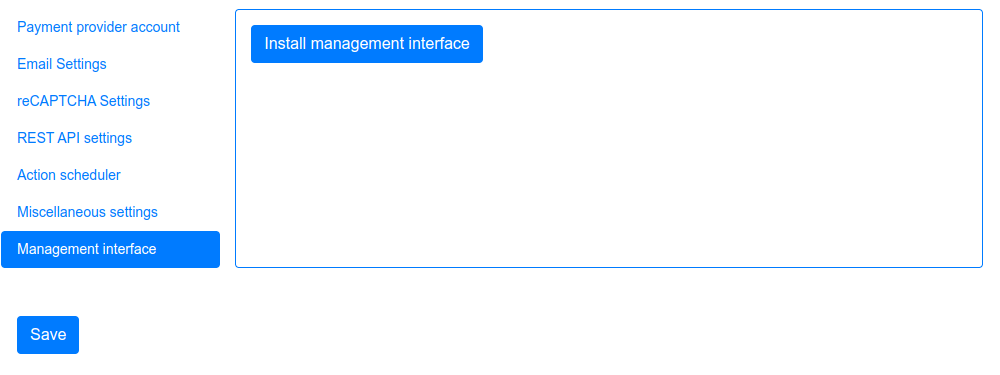 Payment provider account
Email Settings
reCAPTCHA Settings
REST API settings
Action scheduler
Miscellaneous settings
Management interface
Install management interface
Save